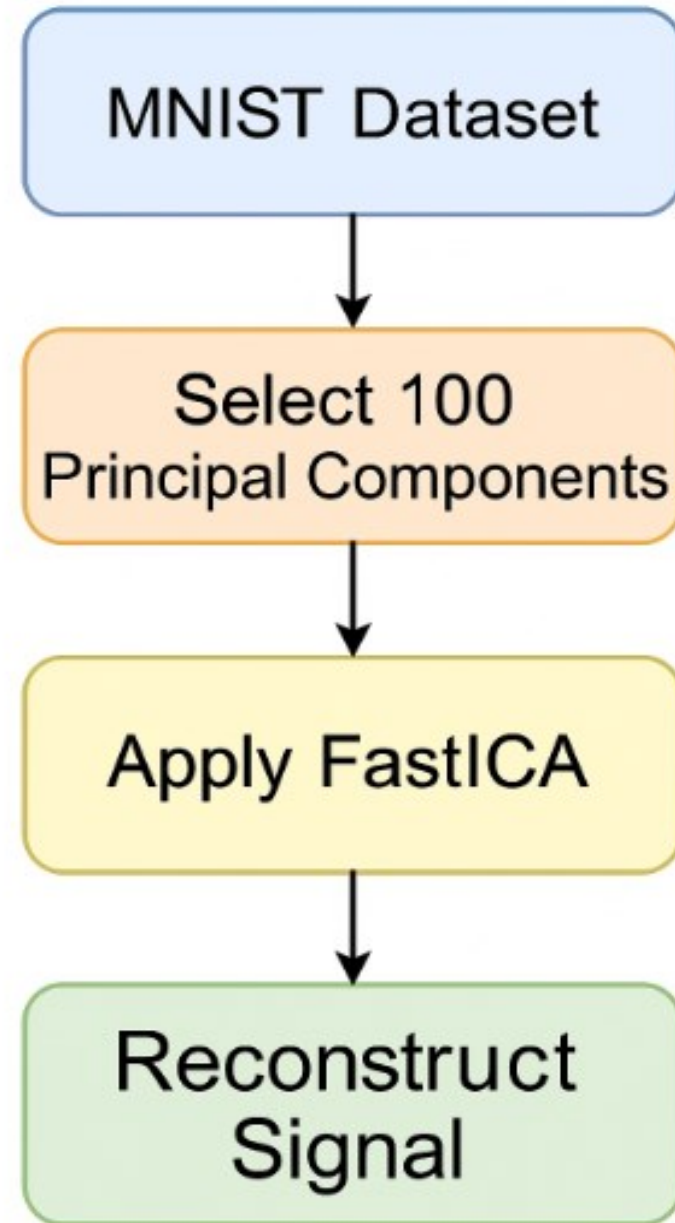 MNIST Dataset
Select 100
Principal Components
Apply FastICA
Reconstruct
Signal